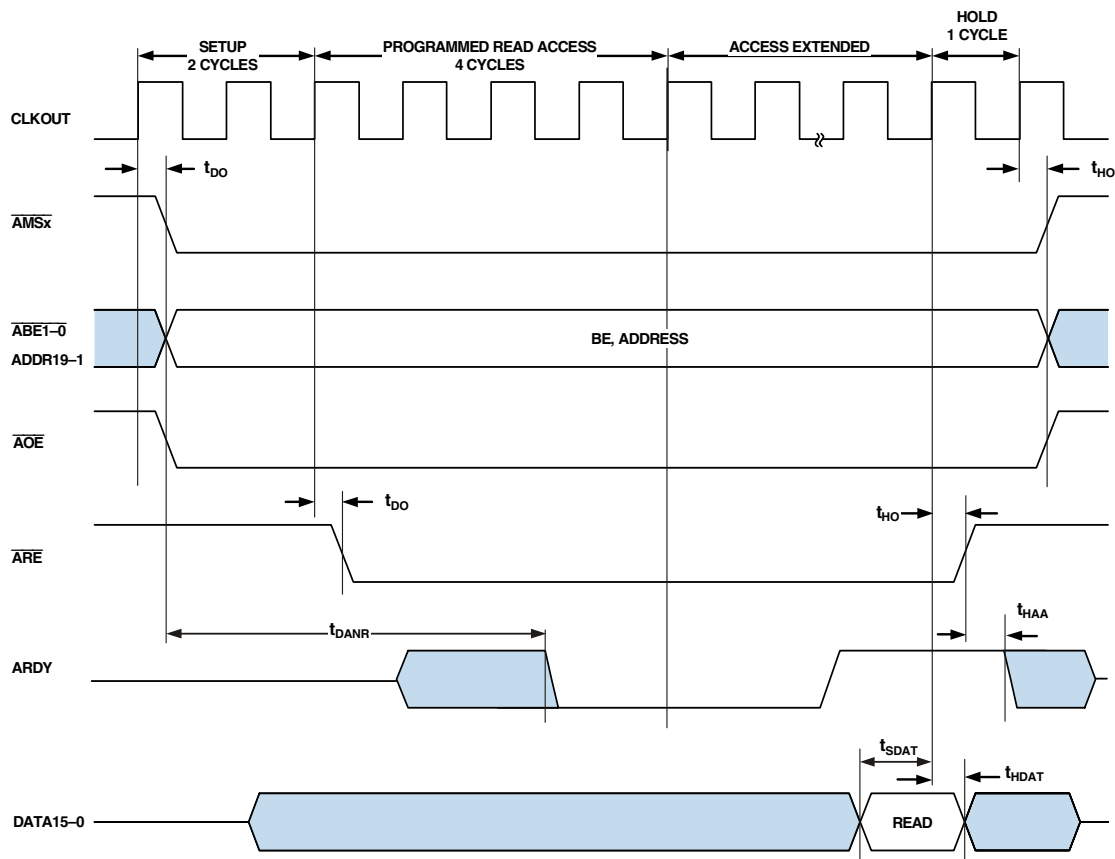 SETUP
2 CYCLES
PROGRAMMED READ ACCESS
4 CYCLES
ACCESS EXTENDED
HOLD
1 CYCLE
CLKOUT
tDO
tHO
AMSx
ABE1–0
ADDR19–1
BE, ADDRESS
AOE
tDO
tHO
ARE
tDANR
tHAA
ARDY
tSDAT
tHDAT
DATA15–0
READ